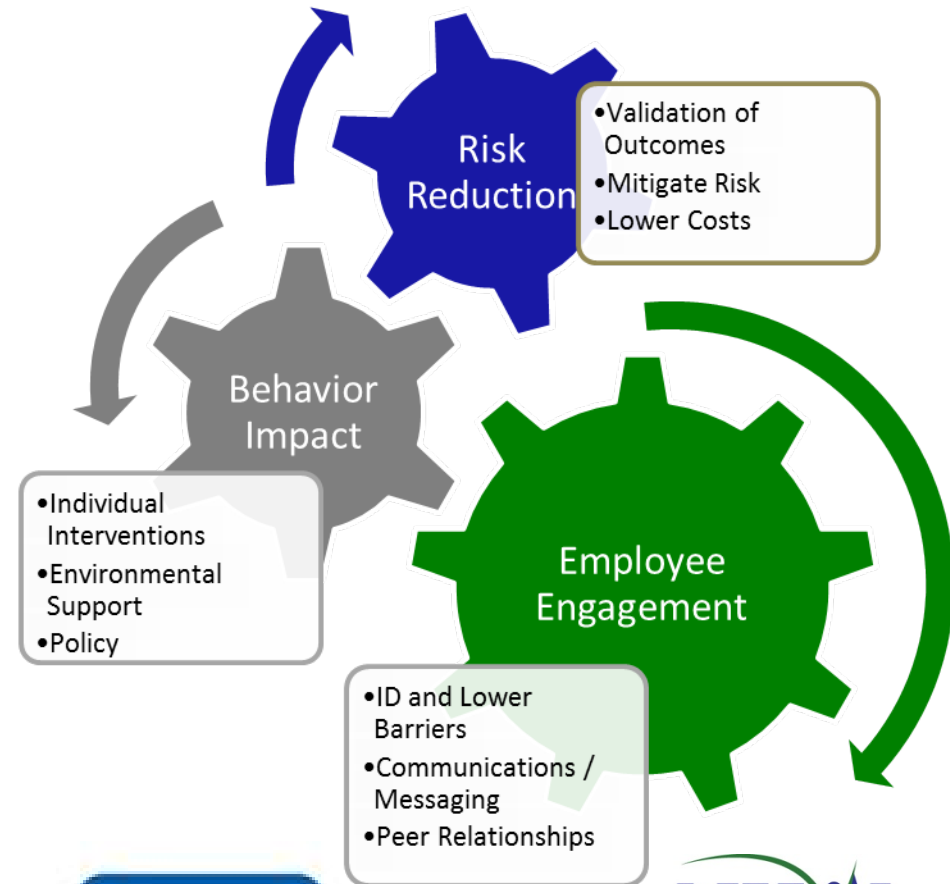 Risk
Reduction
•Validation of
Outcomes
•Mitigate Risk
•Lower Costs
Behavior
Impact
•Individual
Interventions
•Environmental
Support
•Policy
Employee
Engagement
•ID and Lower
Barriers
•Communications /
Messaging
•Peer Relationships